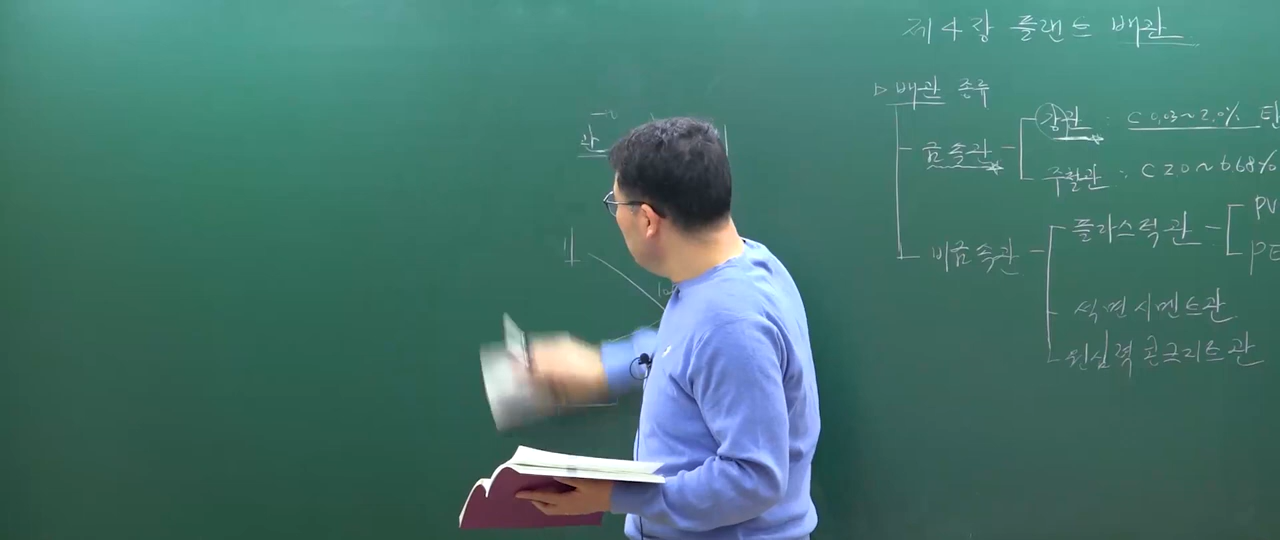 제4장 플랜트 배관
▷ 배관 종류
금속관
강관 : C 0.03~2.0% 탄
주철관 : C 2.0~6.68%
비금속관
플라스틱관
PV
PE
석면시멘트관
원심력 콘크리트관
관